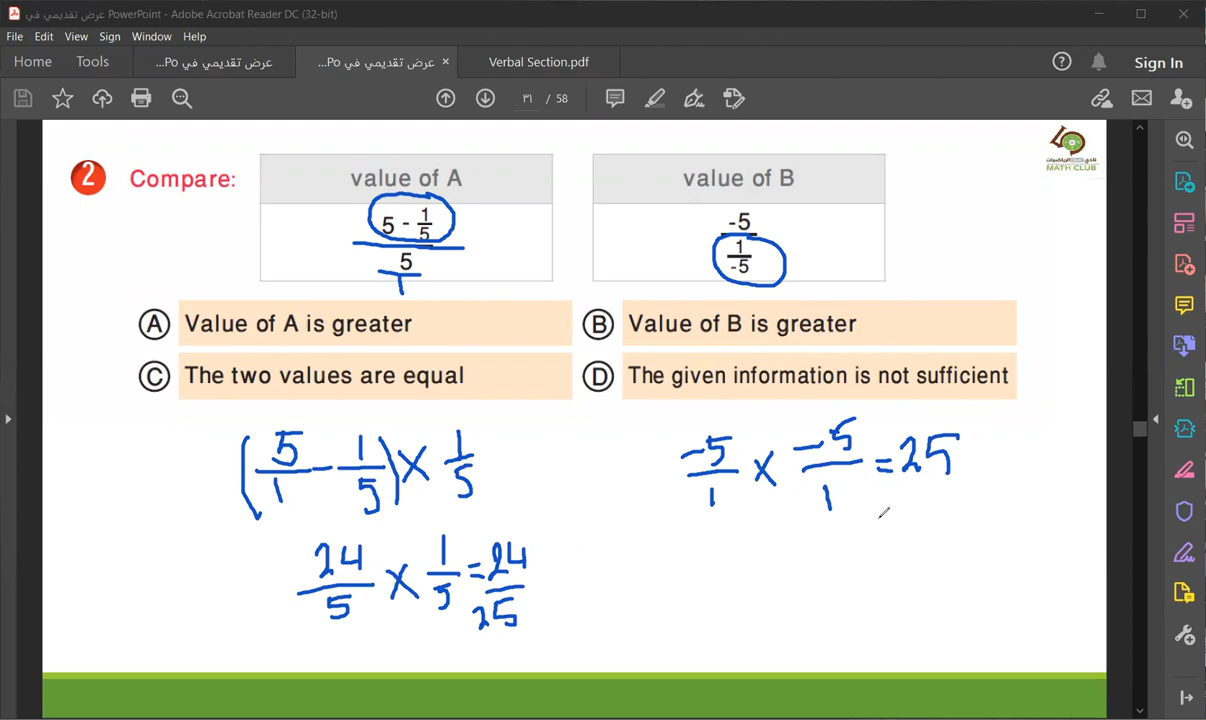 عرض تقديمي في PowerPoint - Adobe Acrobat Reader DC (32-bit)
File Edit View Sign Window Help
Home Tools عرض تقديمي في Po... عرض تقديمي في Po... × Verbal Section.pdf Sign In
٣١ / 58
MATH CLUB
2 Compare:
value of A value of B
5 - 1/5 -5
5 1/-5
A Value of A is greater B Value of B is greater
C The two values are equal D The given information is not sufficient
(5/1 - 1/5) × 1/5 -5/1 × -5/1 = 25
24/5 × 1/5 = 24/25